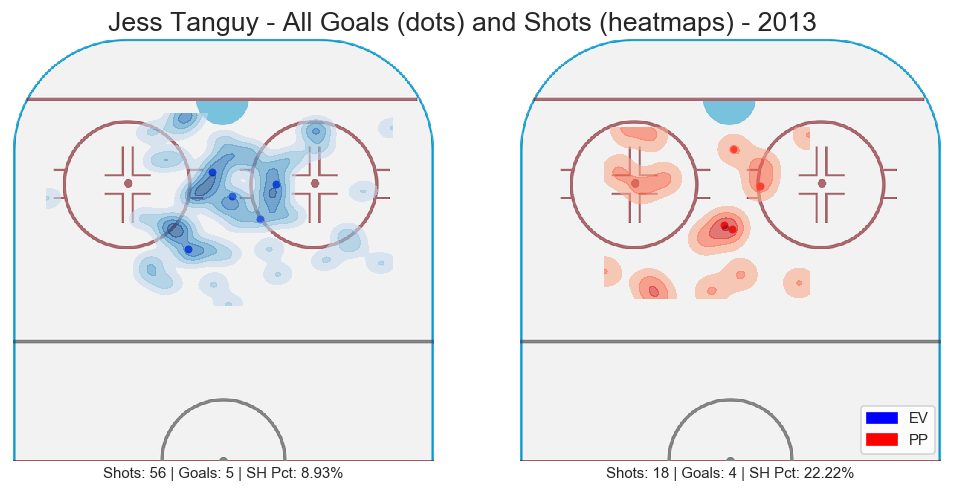 Jess Tanguy - All Goals (dots) and Shots (heatmaps) - 2013
EV
PP
Shots: 56 | Goals: 5 | SH Pct: 8.93%
Shots: 18 | Goals: 4 | SH Pct: 22.22%